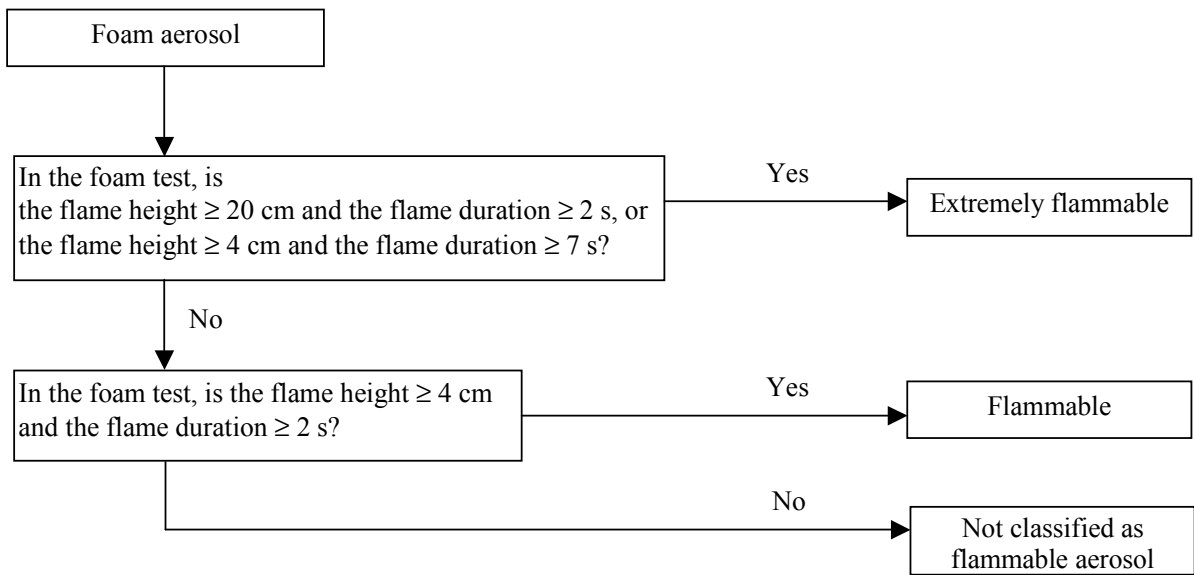 Foam aerosol
In the foam test, is
the flame height ≥ 20 cm and the flame duration ≥ 2 s, or
the flame height ≥ 4 cm and the flame duration ≥ 7 s?
Yes
Extremely flammable
No
In the foam test, is the flame height ≥ 4 cm
and the flame duration ≥ 2 s?
Yes
Flammable
No
Not classified as
flammable aerosol